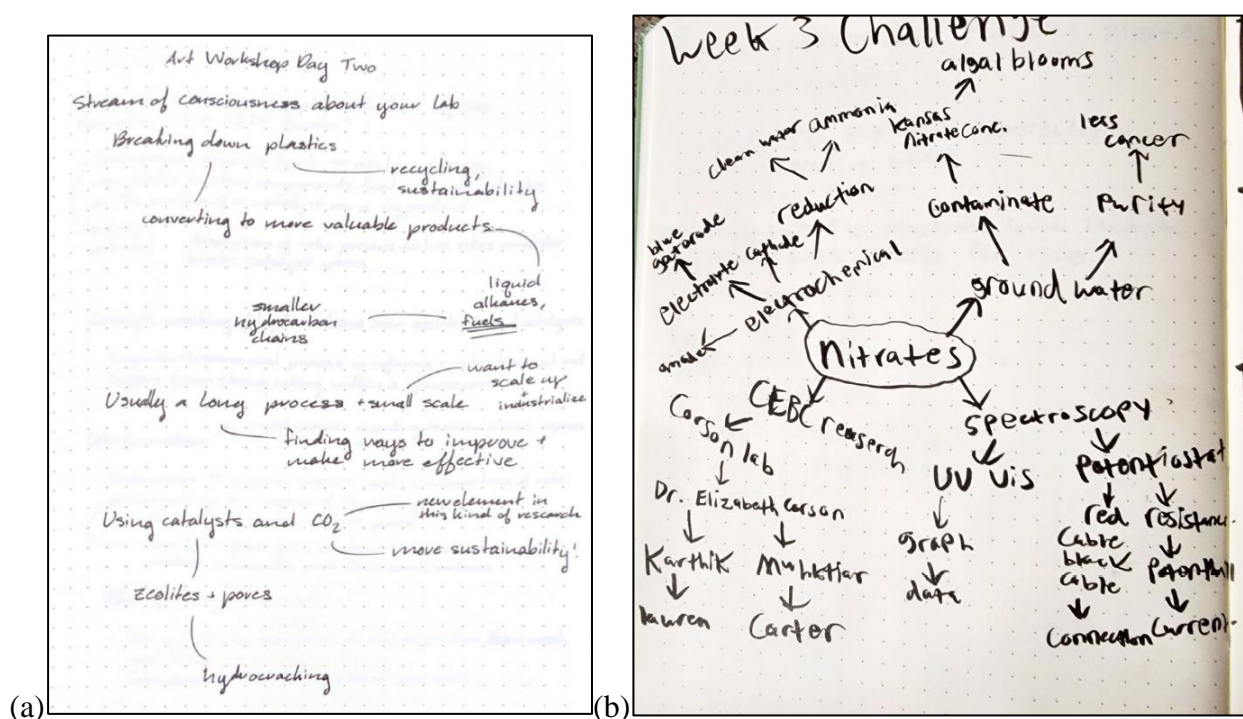 Art Workshop Day Two
Stream of consciousness about your lab
Breaking down plastics
recycling,
sustainability
converting to more valuable products
liquid
alkanes,
fuels
smaller
hydrocarbon
chains
want to
scale up
+
industrialize
Usually a long process + small scale
finding ways to improve +
make more effective
Using catalysts and CO2
new element in
this kind of research
more sustainability!
Zeolites + pores
hydrocracking
(a)
Week 3 Challenge
algal blooms
clean water
ammonia
kansas
Nitrate Conc.
less
cancer
reduction
Contaminate
Purity
blue
gatorade
electrolyte
Cathode
electrochemical
ground water
anode
Nitrates
CEBC reaserch
Carson lab
Spectroscopy
UV Vis
Potentiostat
Dr. Elizabeth Corson
graph
data
red
Cable
black
cable
Connection
resistance
Current
Karthik
Lauren
Carter
(b)